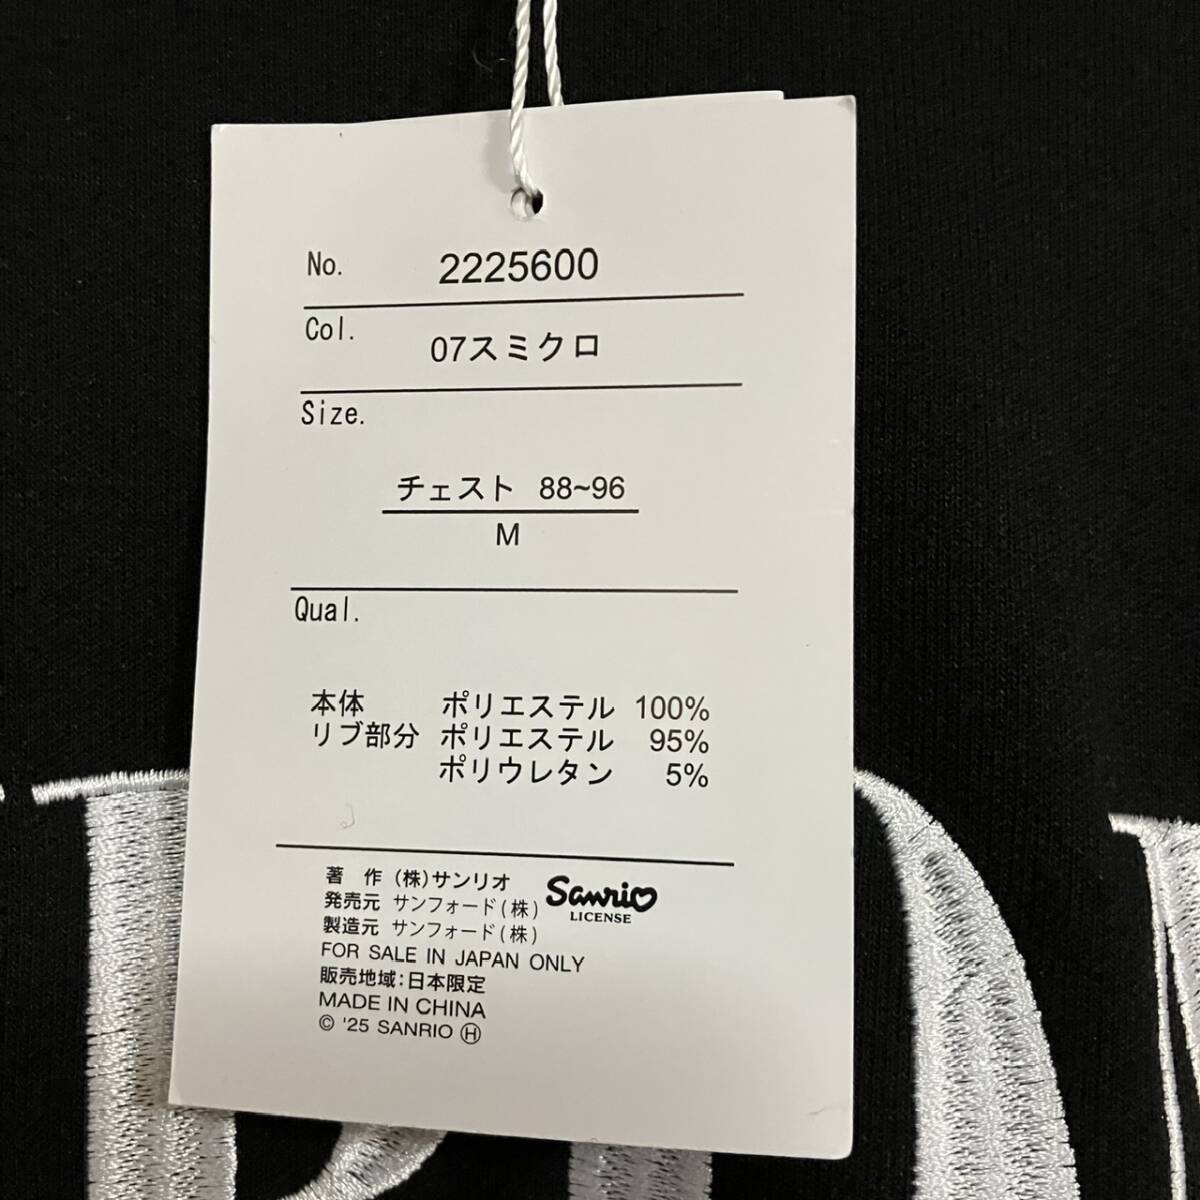 No. 2225600
Col. 07スミクロ
Size.
チェスト 88~96
M
Qual.
本体 ポリエステル 100%
リブ部分 ポリエステル 95%
ポリウレタン 5%
著 作 (株)サンリオ
発売元 サンフォード(株)
製造元 サンフォード(株)
Sanrio
LICENSE
FOR SALE IN JAPAN ONLY
販売地域:日本限定
MADE IN CHINA
© '25 SANRIO Ⓗ